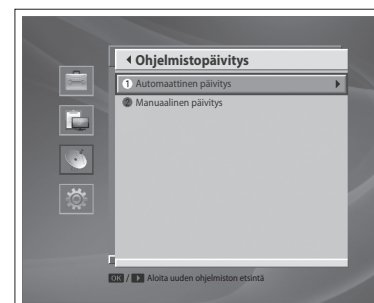 Ohjelmistopäivitys
1 Automaattinen päivitys
2 Manuaalinen päivitys
OK / Aloita uuden ohjelmiston etsintä